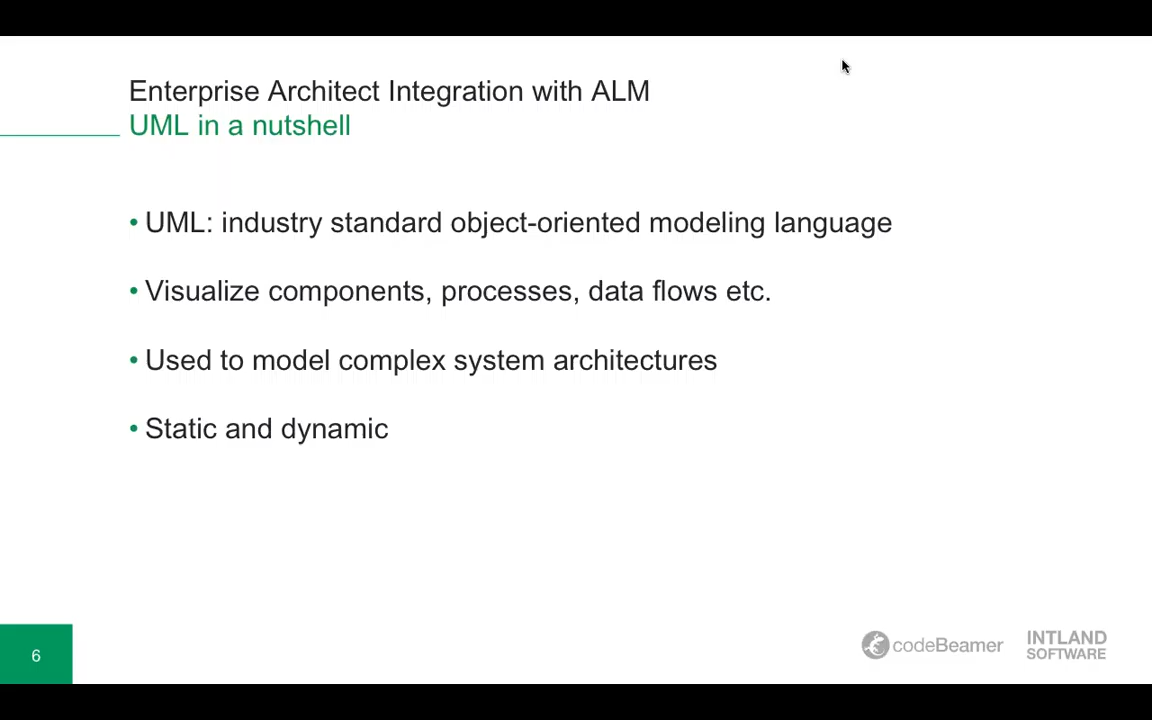 Enterprise Architect Integration with ALM
UML in a nutshell
• UML: industry standard object-oriented modeling language
• Visualize components, processes, data flows etc.
• Used to model complex system architectures
• Static and dynamic
6
codeBeamer
INTLAND
SOFTWARE